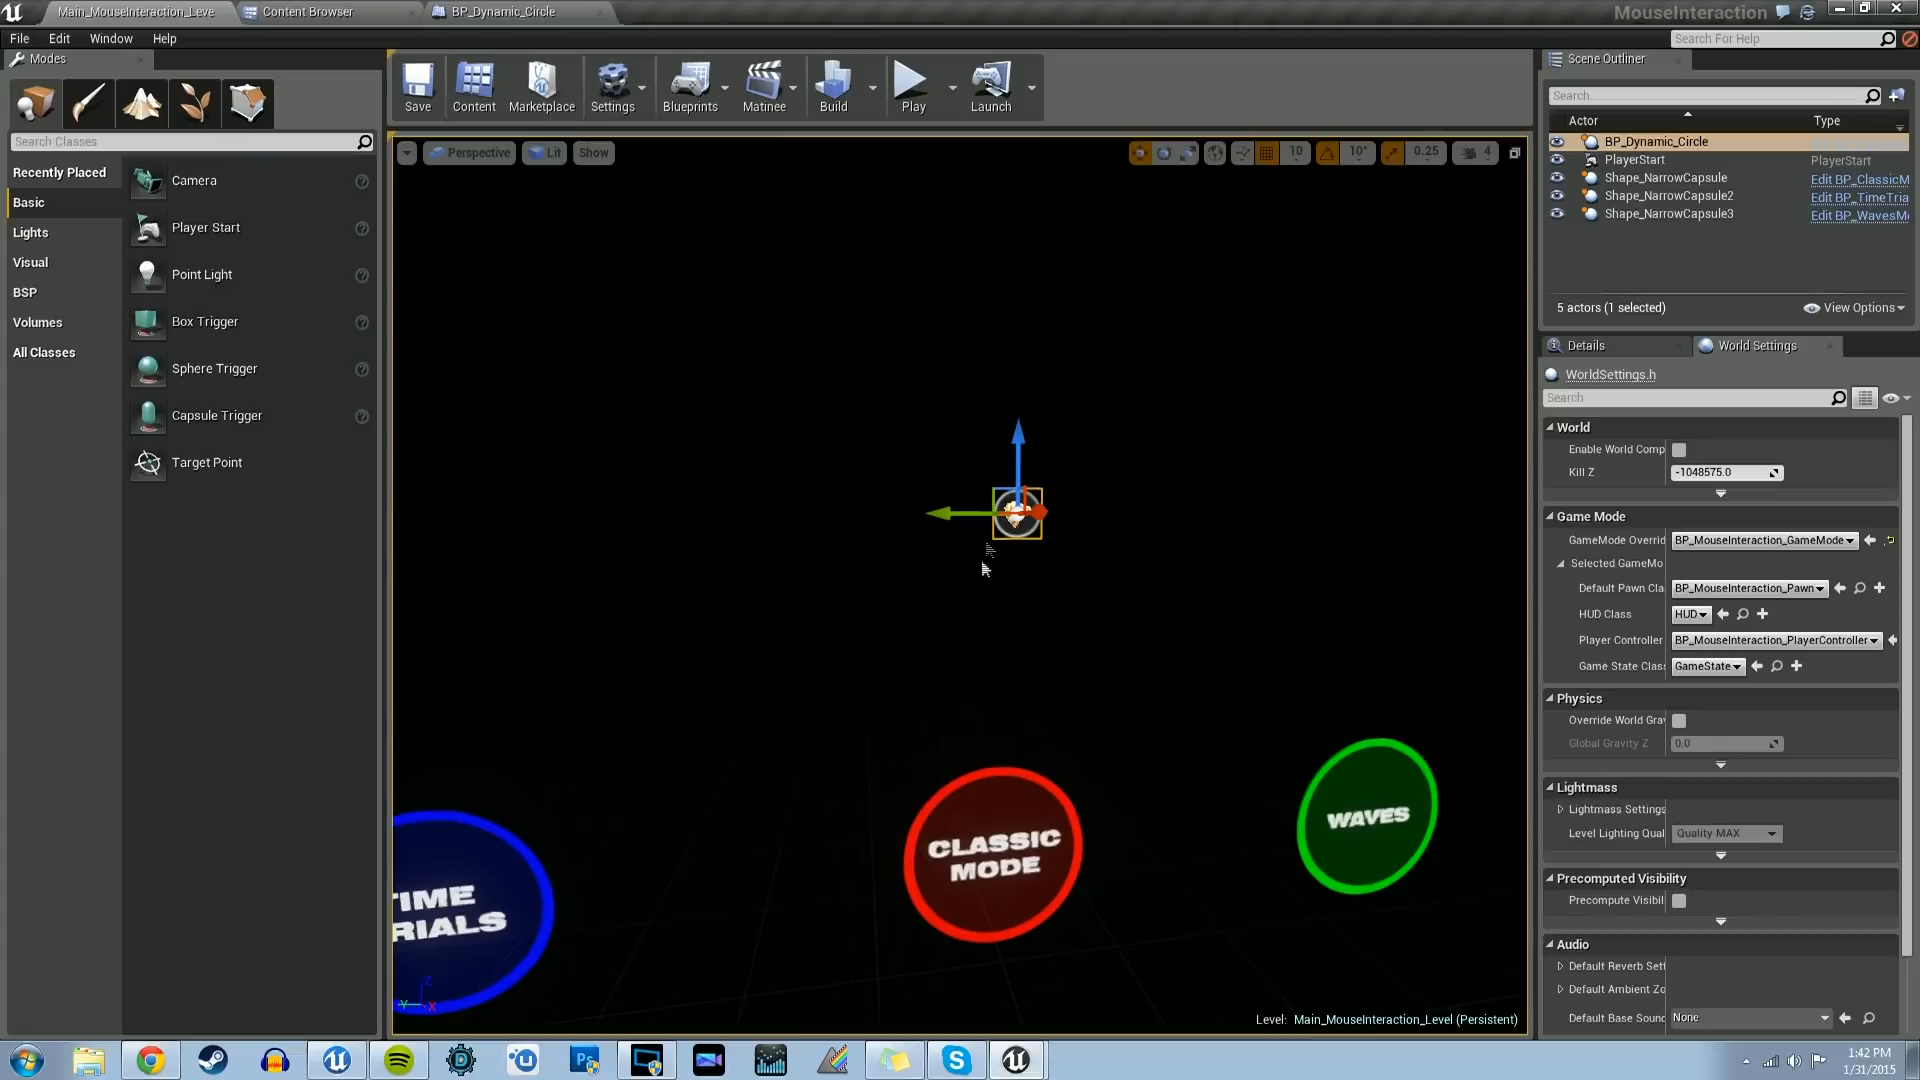 Main_MouseInteraction_Leve
Content Browser
BP_Dynamic_Circle
MouseInteraction
File
Edit
Window
Help
Search For Help
Modes
Search Classes
Recently Placed
Basic
Lights
Visual
BSP
Volumes
All Classes
Camera
Player Start
Point Light
Box Trigger
Sphere Trigger
Capsule Trigger
Target Point
Save
Content
Marketplace
Settings
Blueprints
Matinee
Build
Play
Launch
Perspective
Lit
Show
10
10°
0.25
4
TIME
RIALS
CLASSIC
MODE
WAVES
Z
Y
X
Level: Main_MouseInteraction_Level (Persistent)
Scene Outliner
Search...
Actor
Type
BP_Dynamic_Circle
PlayerStart
PlayerStart
Shape_NarrowCapsule
Edit BP_ClassicM
Shape_NarrowCapsule2
Edit BP_TimeTria
Shape_NarrowCapsule3
Edit BP_WavesM
5 actors (1 selected)
View Options
Details
World Settings
WorldSettings.h
Search
World
Enable World Comp
Kill Z
-1048575.0
Game Mode
GameMode Overrid
BP_MouseInteraction_GameMode
Selected GameMo
Default Pawn Cla
BP_MouseInteraction_Pawn
HUD Class
HUD
Player Controller
BP_MouseInteraction_PlayerController
Game State Clas
GameState
Physics
Override World Gra
Global Gravity Z
0.0
Lightmass
Lightmass Settings
Level Lighting Qual
Quality MAX
Precomputed Visibility
Precompute Visibil
Audio
Default Reverb Sett
Default Ambient Zo
Default Base Soun
None
Ps
1:42 PM
1/31/2015